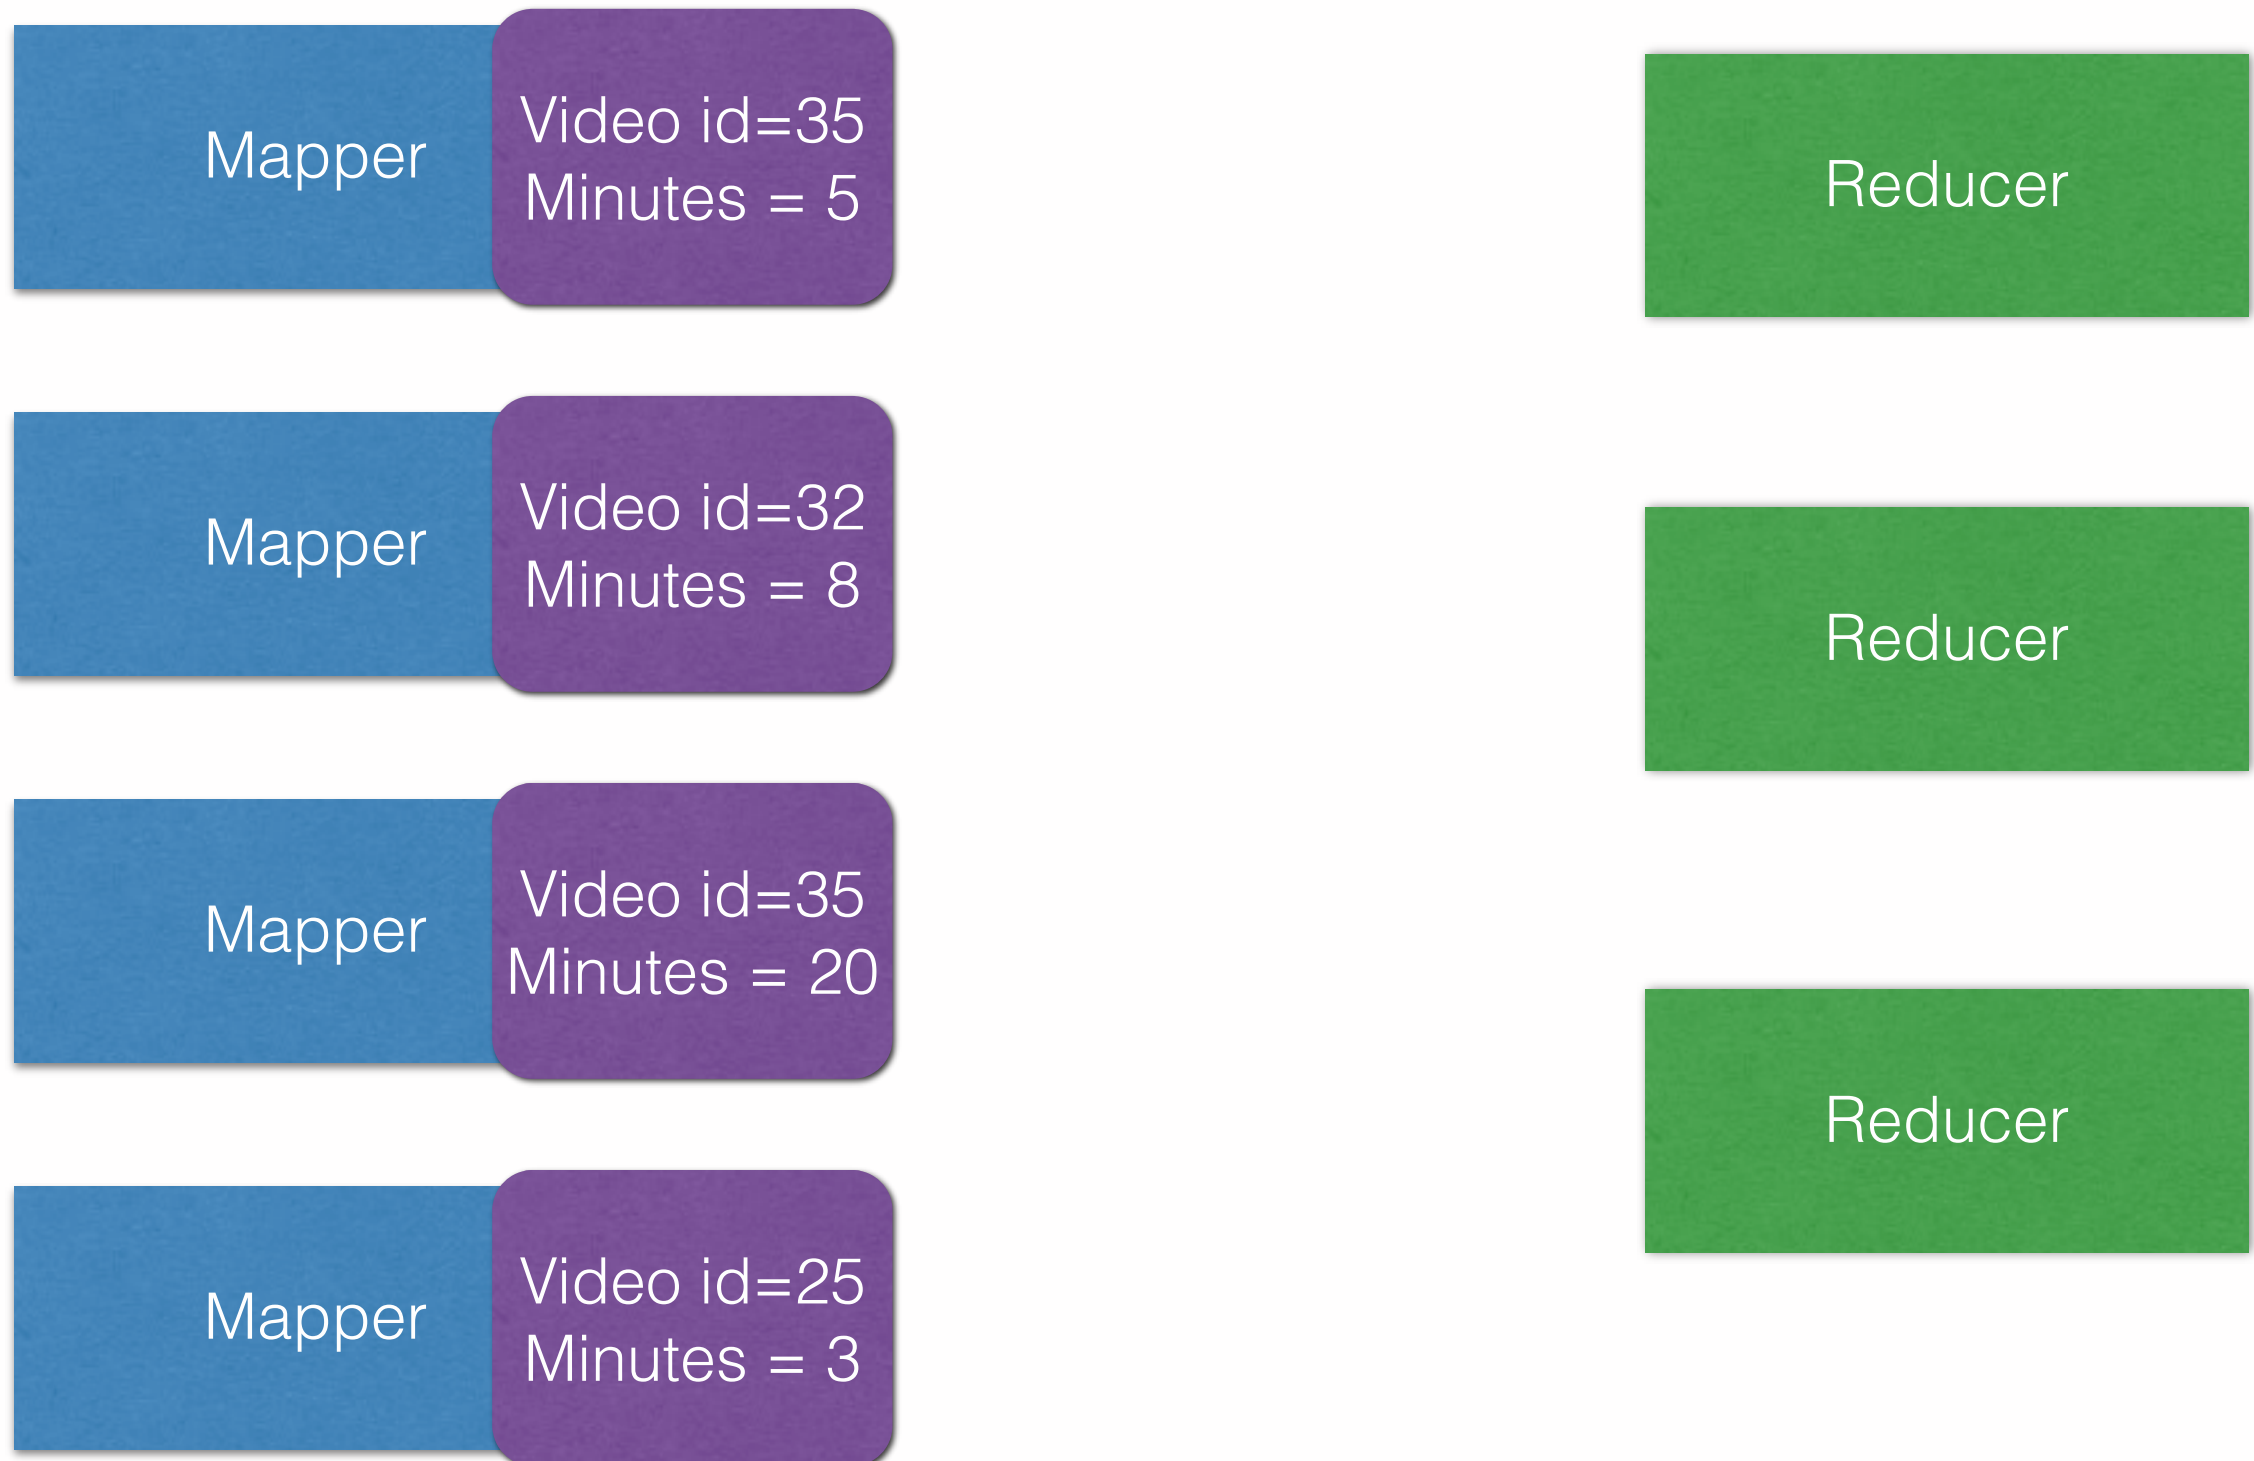 Mapper
Video id=35
Minutes = 5
Reducer
Mapper
Video id=32
Minutes = 8
Reducer
Mapper
Video id=35
Minutes = 20
Reducer
Mapper
Video id=25
Minutes = 3